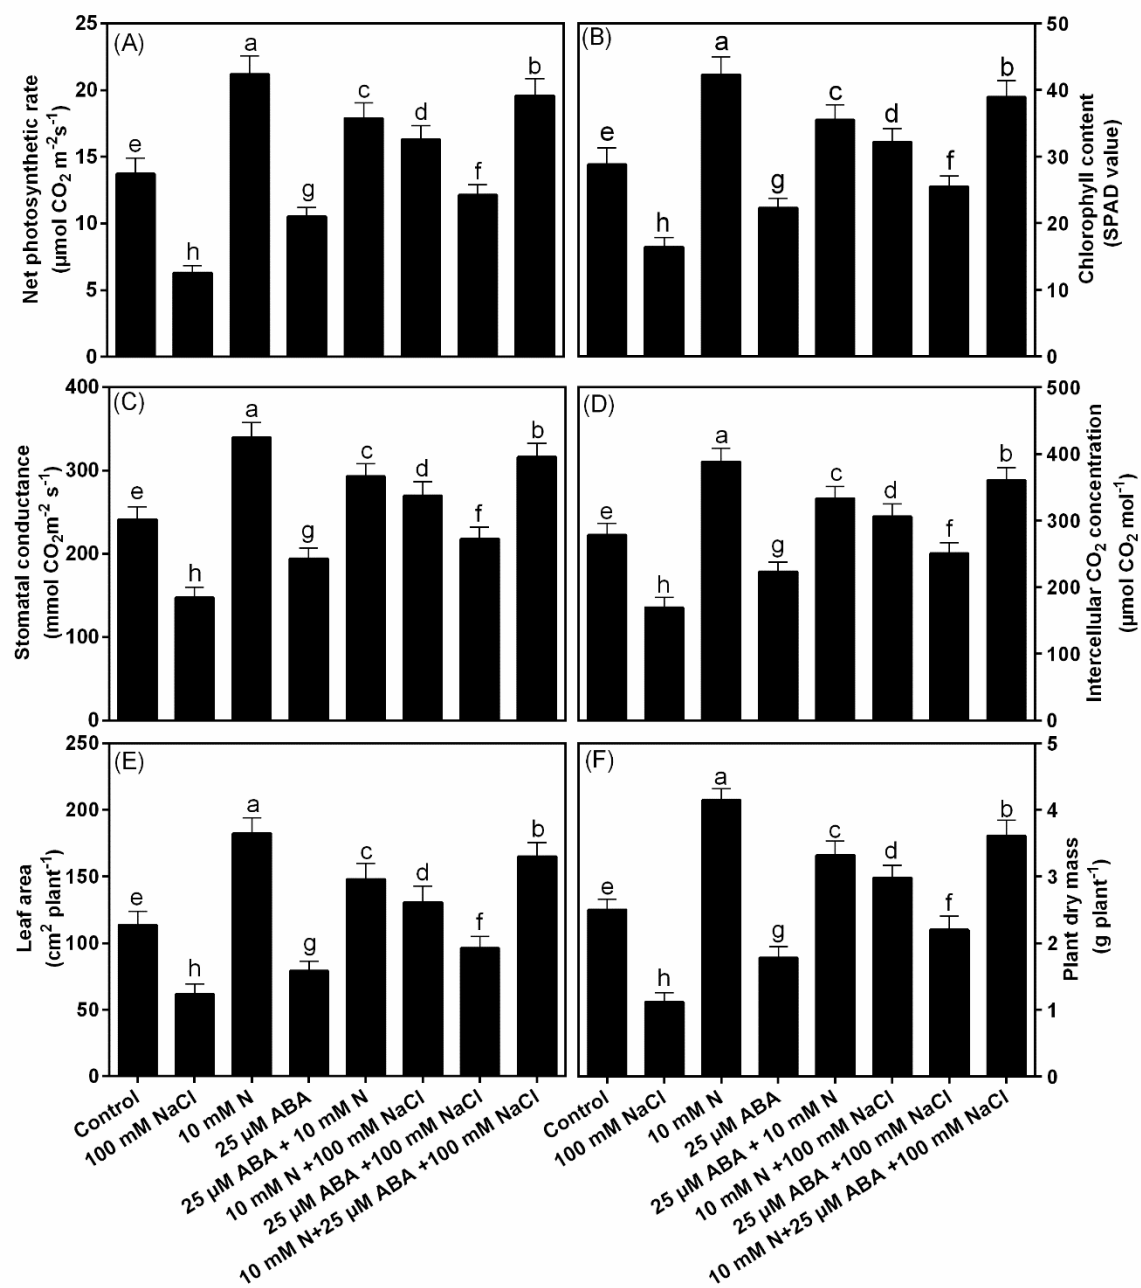 (A)
Net photosynthetic rate
(µmol CO2 m-2s-1)
25
20
15
10
5
0
e
h
a
g
c
d
f
b
(B)
Chlorophyll content
(SPAD value)
50
40
30
20
10
0
e
h
a
g
c
d
f
b
(C)
Stomatal conductance
(mmol CO2m-2 s-1)
400
300
200
100
0
e
h
a
g
c
d
f
b
(D)
Intercellular CO2 concentration
(µmol CO2 mol-1)
500
400
300
200
100
0
e
h
a
g
c
d
f
b
(E)
Leaf area
(cm2 plant-1)
250
200
150
100
50
0
e
h
a
g
c
d
f
b
(F)
Plant dry mass
(g plant-1)
5
4
3
2
1
0
e
h
a
g
c
d
f
b
Control
100 mM NaCl
10 mM N
25 µM ABA
25 µM ABA + 10 mM N
10 mM N +100 mM NaCl
25 µM ABA +100 mM NaCl
10 mM N+25 µM ABA +100 mM NaCl
Control
100 mM NaCl
10 mM N
25 µM ABA
25 µM ABA + 10 mM N
10 mM N +100 mM NaCl
25 µM ABA +100 mM NaCl
10 mM N+25 µM ABA +100 mM NaCl